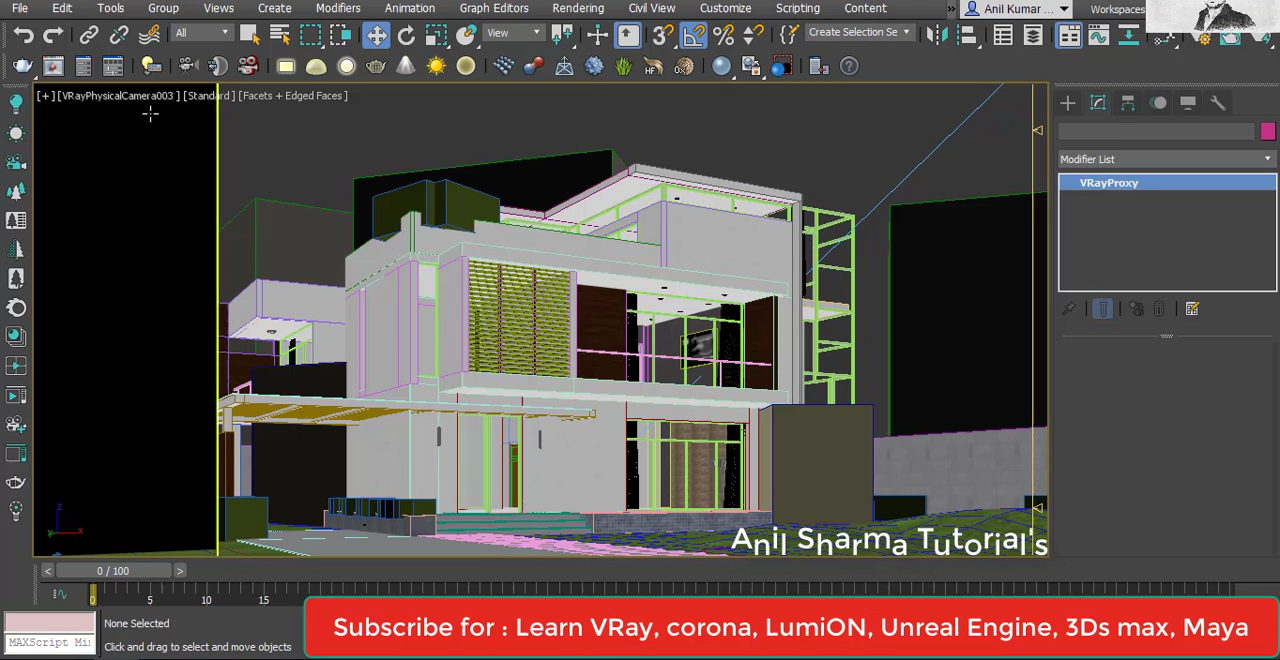 File Edit Tools Group Views Create Modifiers Animation Graph Editors Rendering Civil View Customize Scripting Content Anil Kumar ... Workspaces
All View Create Selection Se
[+] [VRayPhysicalCamera003 ] [Standard ] [Facets + Edged Faces ]
Modifier List
VRayProxy
Anil Sharma Tutorial's
< 0 / 100 >
0 5 10 15
None Selected
MAXScript Mi
Click and drag to select and move objects
Subscribe for : Learn VRay, corona, LumiON, Unreal Engine, 3Ds max, Maya